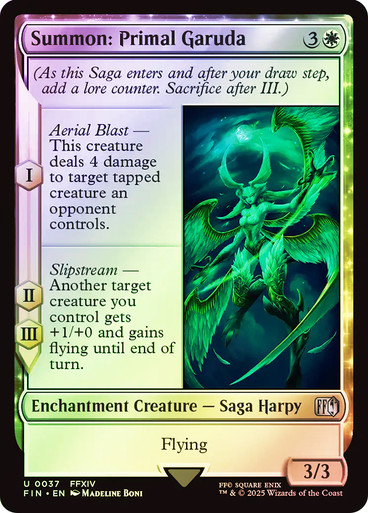 Summon: Primal Garuda 3
(As this Saga enters and after your draw step,
add a lore counter. Sacrifice after III.)
I
Aerial Blast —
This creature
deals 4 damage
to target tapped
creature an
opponent
controls.
II
III
Slipstream —
Another target
creature you
control gets
+1/+0 and gains
flying until end of
turn.
Enchantment Creature — Saga Harpy
Flying
3/3
U 0037 FFXIV
FIN • EN Madeline Boni
FF© SQUARE ENIX
™ & © 2025 Wizards of the Coast